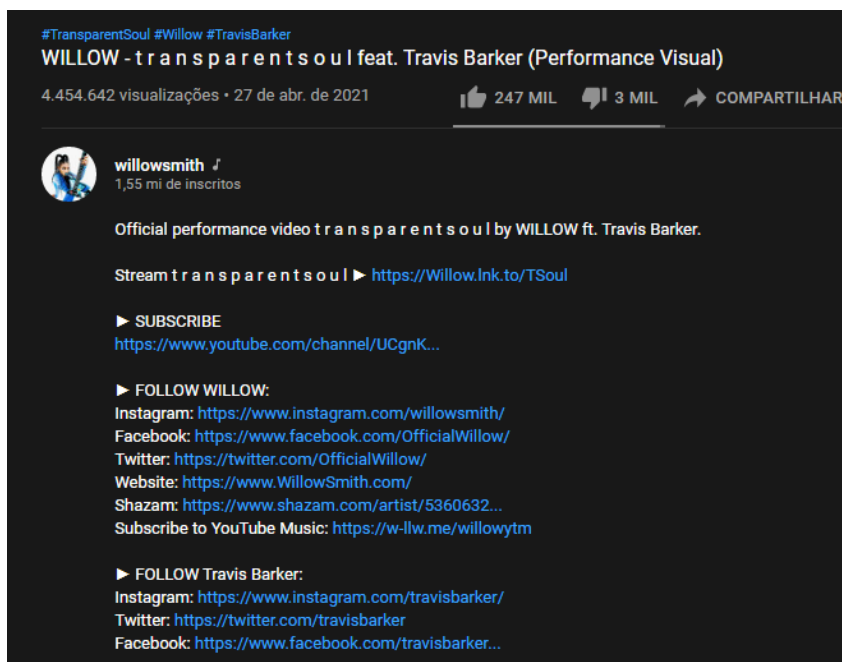 #TransparentSoul #Willow #TravisBarker
WILLOW - t r a n s p a r e n t s o u l feat. Travis Barker (Performance Visual)
4.454.642 visualizações • 27 de abr. de 2021 247 MIL 3 MIL COMPARTILHAR
willowsmith ♪
1,55 mi de inscritos
Official performance video t r a n s p a r e n t s o u l by WILLOW ft. Travis Barker.
Stream t r a n s p a r e n t s o u l ► https://Willow.lnk.to/TSoul
► SUBSCRIBE
https://www.youtube.com/channel/UCgnK...
► FOLLOW WILLOW:
Instagram: https://www.instagram.com/willowsmith/
Facebook: https://www.facebook.com/OfficialWillow/
Twitter: https://twitter.com/OfficialWillow/
Website: https://www.WillowSmith.com/
Shazam: https://www.shazam.com/artist/5360632...
Subscribe to YouTube Music: https://w-llw.me/willowytm
► FOLLOW Travis Barker:
Instagram: https://www.instagram.com/travisbarker/
Twitter: https://twitter.com/travisbarker
Facebook: https://www.facebook.com/travisbarker...